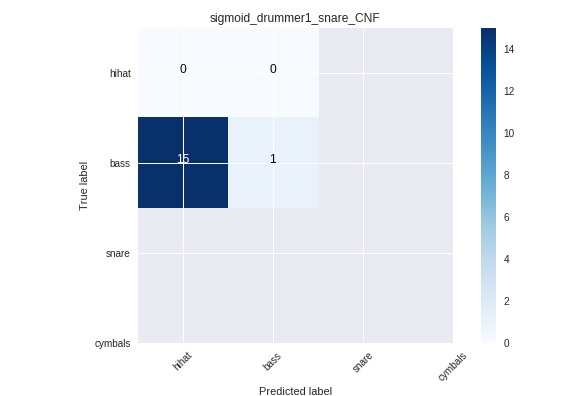 sigmoid_drummer1_snare_CNF
hihat
bass
snare
cymbals
True label
0 0
15 1
hihat bass snare cymbals
Predicted label
14
12
10
8
6
4
2
0